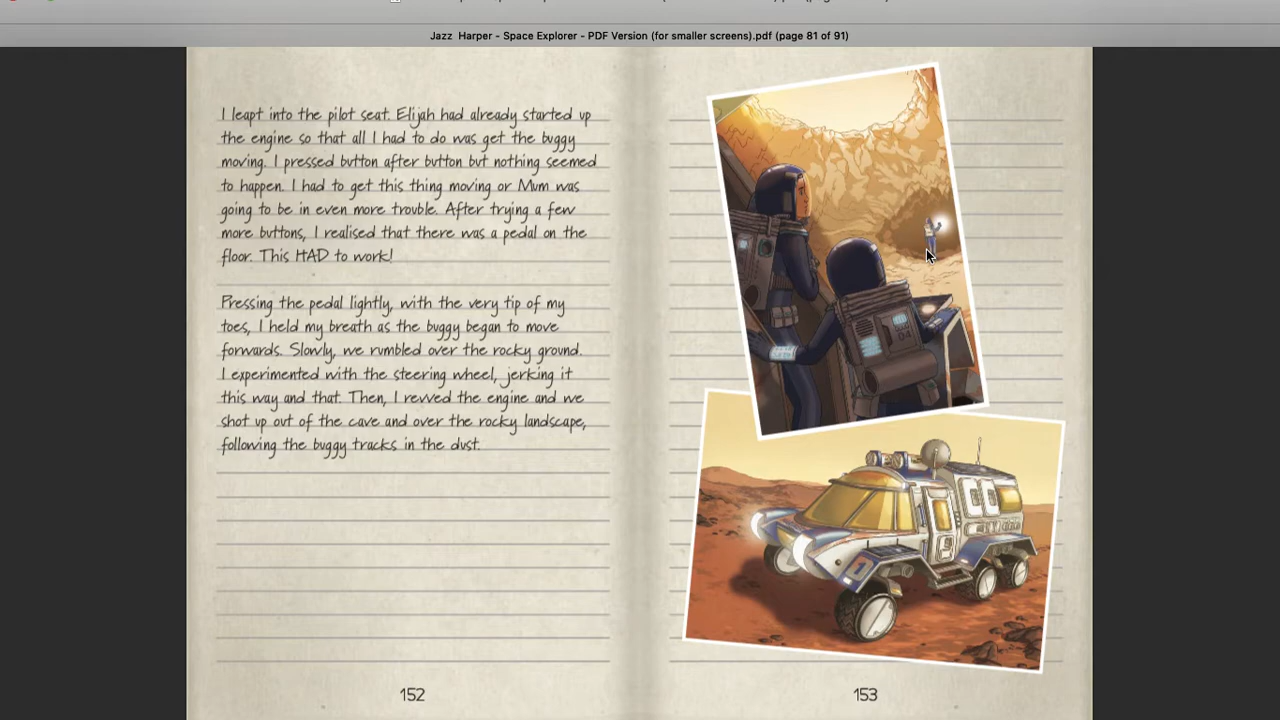 Jazz Harper - Space Explorer - PDF Version (for smaller screens).pdf (page 81 of 91)
I leapt into the pilot seat. Elijah had already started up
the engine so that all I had to do was get the buggy
moving. I pressed button after button but nothing seemed
to happen. I had to get this thing moving or Mum was
going to be in even more trouble. After trying a few
more buttons, I realised that there was a pedal on the
floor. This HAD to work!
Pressing the pedal lightly, with the very tip of my
toes, I held my breath as the buggy began to move
forwards. Slowly, we rumbled over the rocky ground.
I experimented with the steering wheel, jerking it
this way and that. Then, I revved the engine and we
shot up out of the cave and over the rocky landscape,
following the buggy tracks in the dust.
1
152
153